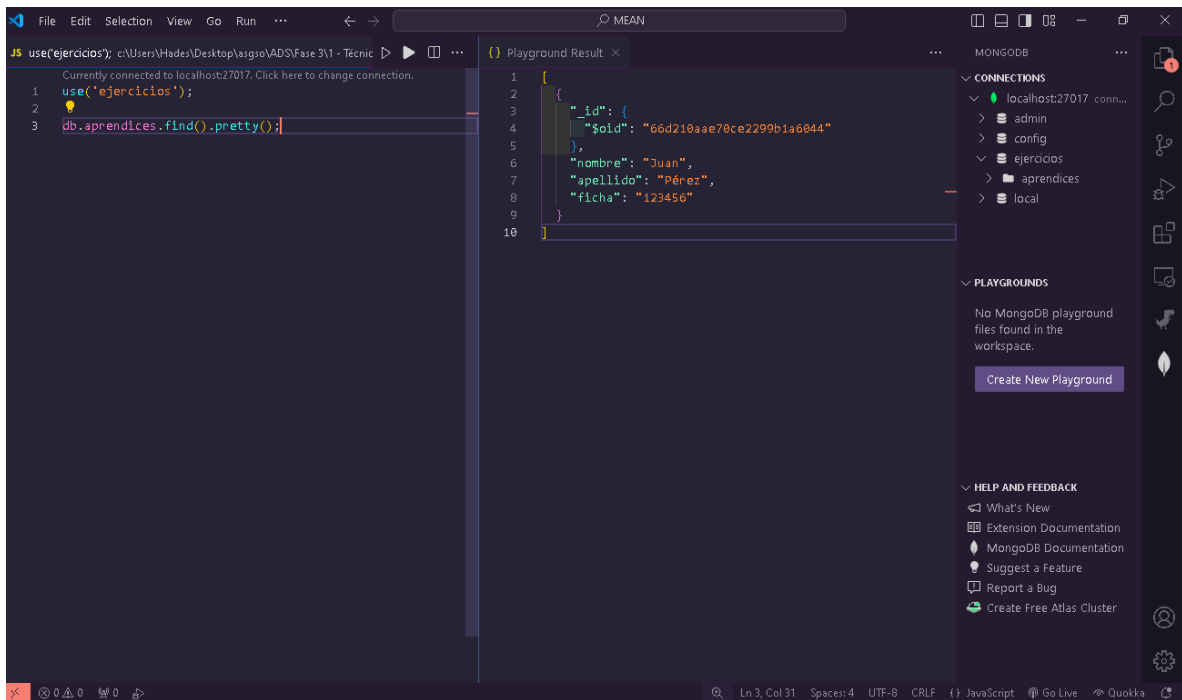 File Edit Selection View Go Run ··· MEAN
JS use('ejercicios'); c:\Users\Hades\Desktop\asgso\ADS\Fase 3\1 - Técnic
Currently connected to localhost:27017. Click here to change connection.
1 use('ejercicios');
2
3 db.aprendices.find().pretty();
{} Playground Result
1 [
2 {
3 "_id": {
4 "$oid": "66d210aae70ce2299b1a6044"
5 },
6 "nombre": "Juan",
7 "apellido": "Pérez",
8 "ficha": "123456"
9 }
10 ]
MONGODB
CONNECTIONS
localhost:27017 conn...
admin
config
ejercicios
aprendices
local
PLAYGROUNDS
No MongoDB playground
files found in the
workspace.
Create New Playground
HELP AND FEEDBACK
What's New
Extension Documentation
MongoDB Documentation
Suggest a Feature
Report a Bug
Create Free Atlas Cluster
1
0 0 0 Ln 3, Col 31 Spaces: 4 UTF-8 CRLF {} JavaScript Go Live Quokka